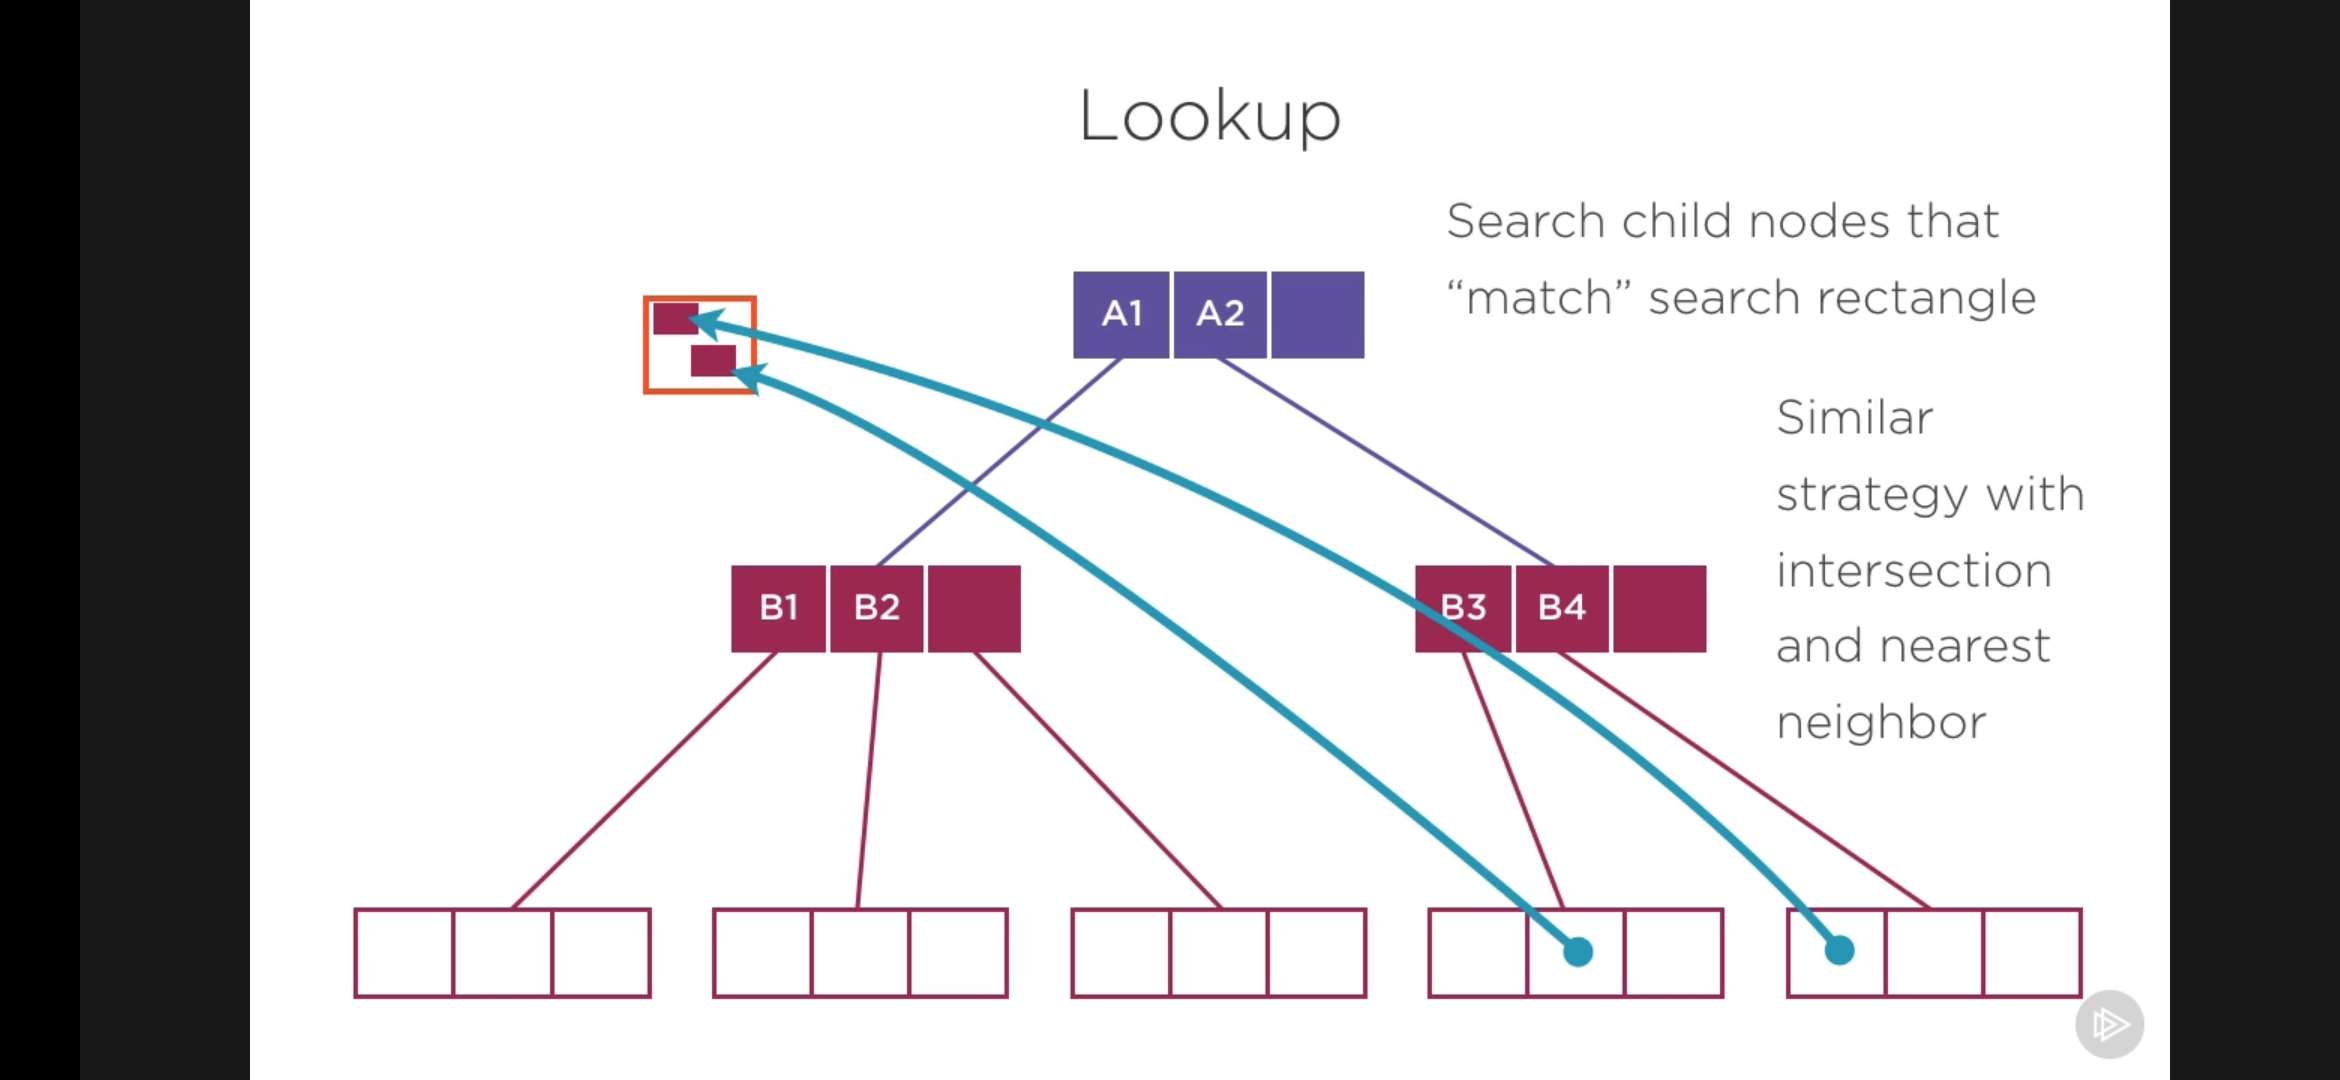 Lookup
Search child nodes that
“match” search rectangle
A1
A2
Similar
strategy with
intersection
and nearest
neighbor
B1
B2
B3
B4